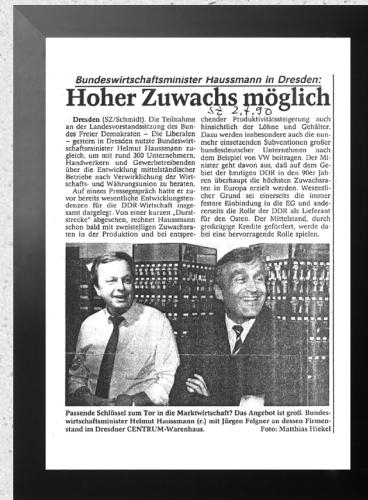 Bundeswirtschaftsminister Haussmann in Dresden:
Hoher Zuwachs möglich
SZ 2.7.90
Dresden (SZ/Schmidt). Die Teilnahme
an der Landesvorstandssitzung des Bun-
des Freier Demokraten – Die Liberalen
– gestern in Dresden nutzte Bundeswirt-
schaftsminister Helmut Haussmann zu-
gleich, um mit rund 300 Unternehmern,
Handwerkern und Gewerbetreibenden
über die Entwicklung mittelständischer
Betriebe nach Verwirklichung der Wirt-
schafts- und Währungsunion zu beraten.
Auf einem Pressegespräch hatte er zu-
vor bereits wesentliche Entwicklungsten-
denzen für die DDR-Wirtschaft insge-
samt dargelegt. Von einer kurzen „Durst-
strecke“ abgesehen, rechnet Haussmann
schon bald mit zweistelligen Zuwachsra-
ten in der Produktion und bei entspre-
chender Produktivitätssteigerung auch
hinsichtlich der Löhne und Gehälter.
Dazu werden insbesondere auch die nun-
mehr einsetzenden Subventionen großer
bundesdeutscher Unternehmen nach
dem Beispiel von VW beitragen. Der Mi-
nister geht davon aus, daß auf dem Ge-
biet der heutigen DDR in den 90er Jah-
ren überhaupt die höchsten Zuwachsra-
ten in Europa erzielt werden. Wesentli-
cher Grund sei einerseits die immer
festere Einbindung in die EG und ande-
rerseits die Rolle der DDR als Lieferant
für den Osten. Der Mittelstand, durch
großzügige Kredite gefördert, werde da-
bei eine hervorragende Rolle spielen.
Passende Schlüssel zum Tor in die Marktwirtschaft? Das Angebot ist groß. Bundes-
wirtschaftsminister Helmut Haussmann (r.) mit Jürgen Felgner an dessen Firmen-
stand im Dresdner CENTRUM-Warenhaus. Foto: Matthias Hiekel